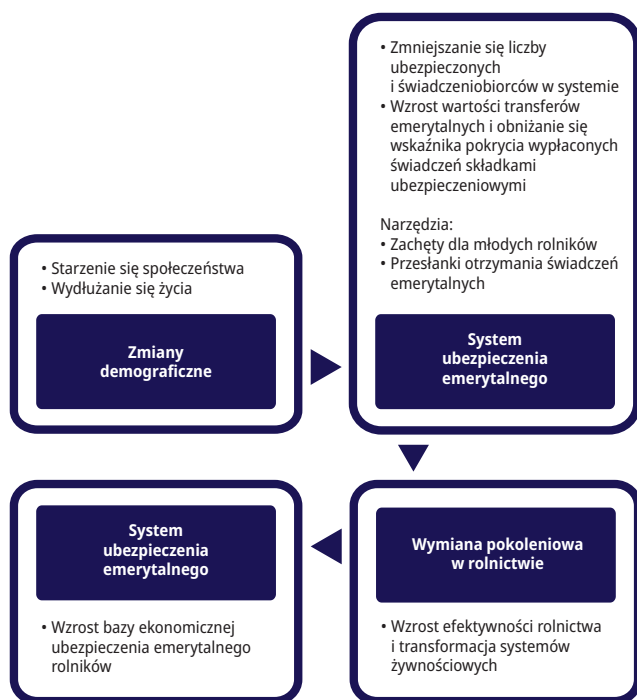 • Starzenie się społeczeństwa
• Wydłużanie się życia
Zmiany
demograficzne
• Zmniejszanie się liczby
ubezpieczonych
i świadczeniobiorców w systemie
• Wzrost wartości transferów
emerytalnych i obniżanie się
wskaźnika pokrycia wypłaconych
świadczeń składkami
ubezpieczeniowymi
Narzędzia:
• Zachęty dla młodych rolników
• Przesłanki otrzymania świadczeń
emerytalnych
System
ubezpieczenia
emerytalnego
Wymiana pokoleniowa
w rolnictwie
• Wzrost efektywności rolnictwa
i transformacja systemów
żywnościowych
System
ubezpieczenia
emerytalnego
• Wzrost bazy ekonomicznej
ubezpieczenia emerytalnego
rolników